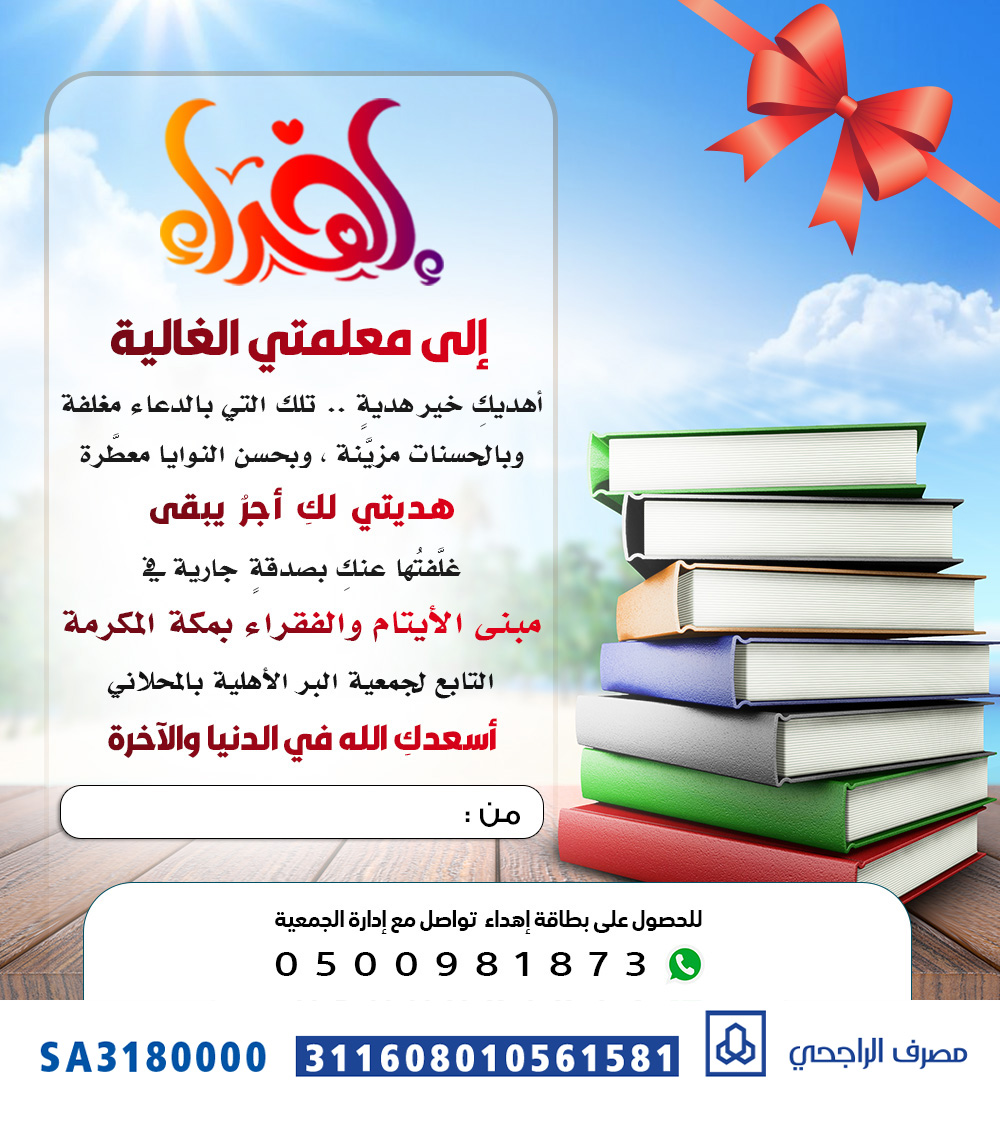 إهداء
إلى معلمتي الغالية
أهديكِ خير هديةٍ .. تلك التي بالدعاء مغلفة
وبالحسنات مزيَّنة ، وبحسن النوايا معطَّرة
هديتي لكِ أجرٌ يبقى
غلَّفتُها عنكِ بصدقةٍ جارية في
مبنى الأيتام والفقراء بمكة المكرمة
التابع لجمعية البر الأهلية بالمحلاني
أسعدكِ الله في الدنيا والآخرة
من :
للحصول على بطاقة إهداء تواصل مع إدارة الجمعية
0500981873
مصرف الراجحي
SA3180000 311608010561581